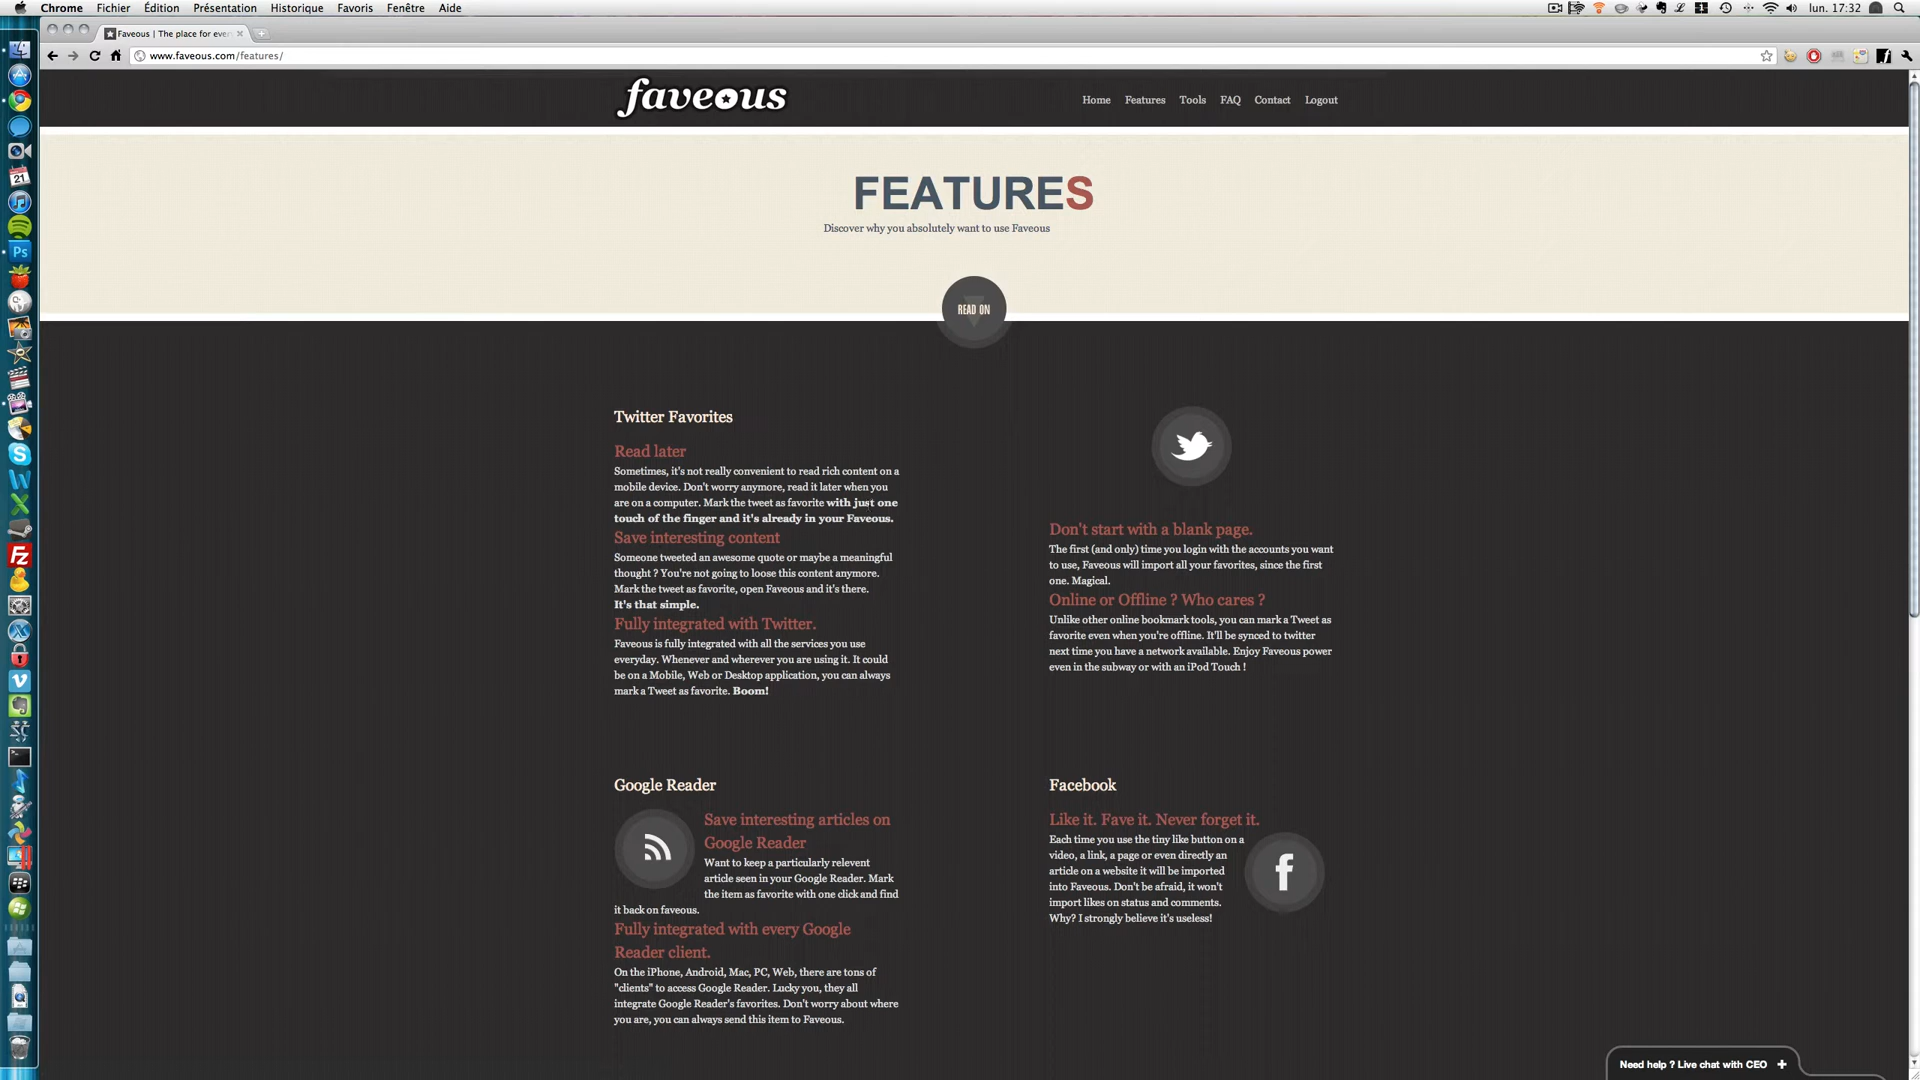 Chrome Fichier Édition Présentation Historique Favoris Fenêtre Aide
lun. 17:32
Faveous | The place for ever
www.faveous.com/features/
faveous
Home Features Tools FAQ Contact Logout
FEATURES
Discover why you absolutely want to use Faveous
READ ON
Twitter Favorites
Read later
Sometimes, it's not really convenient to read rich content on a
mobile device. Don't worry anymore, read it later when you
are on a computer. Mark the tweet as favorite with just one
touch of the finger and it's already in your Faveous.
Save interesting content
Someone tweeted an awesome quote or maybe a meaningful
thought ? You're not going to loose this content anymore.
Mark the tweet as favorite, open Faveous and it's there.
It's that simple.
Fully integrated with Twitter.
Faveous is fully integrated with all the services you use
everyday. Whenever and wherever you are using it. It could
be on a Mobile, Web or Desktop application, you can always
mark a Tweet as favorite. Boom!
Don't start with a blank page.
The first (and only) time you login with the accounts you want
to use, Faveous will import all your favorites, since the first
one. Magical.
Online or Offline ? Who cares ?
Unlike other online bookmark tools, you can mark a Tweet as
favorite even when you're offline. It'll be synced to twitter
next time you have a network available. Enjoy Faveous power
even in the subway or with an iPod Touch !
Google Reader
Save interesting articles on
Google Reader
Want to keep a particularly relevent
article seen in your Google Reader. Mark
the item as favorite with one click and find
it back on faveous.
Fully integrated with every Google
Reader client.
On the iPhone, Android, Mac, PC, Web, there are tons of
"clients" to access Google Reader. Lucky you, they all
integrate Google Reader's favorites. Don't worry about where
you are, you can always send this item to Faveous.
Facebook
Like it. Fave it. Never forget it.
Each time you use the tiny like button on a
video, a link, a page or even directly an
article on a website it will be imported
into Faveous. Don't be afraid, it won't
import likes on status and comments.
Why? I strongly believe it's useless!
Need help ? Live chat with CEO +
21
Ps
Fz